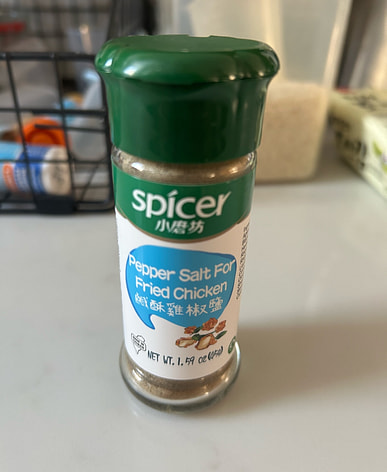 spicer
小磨坊
Pepper Salt For
Fried Chicken
鹹酥雞椒鹽
NET WT. 1.59 OZ (45g)